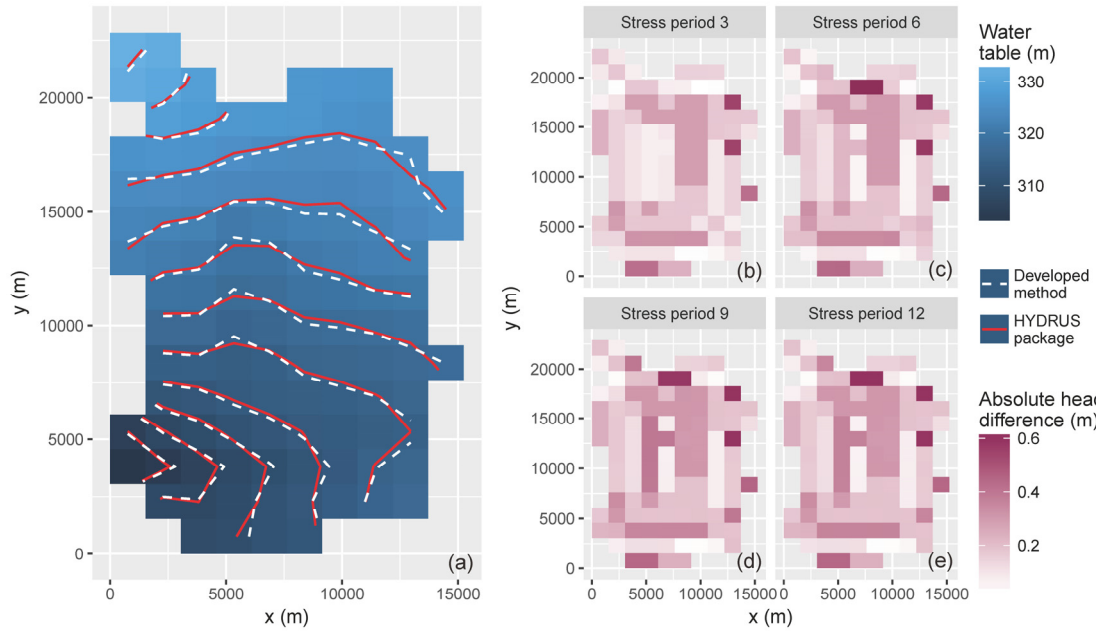 Stress period 3
Stress period 6
Water
table (m)
330
320
310
20000
15000
10000
5000
0
y (m)
(a)
0
5000
10000
15000
x (m)
20000
15000
10000
5000
0
(b)
(c)
Developed
method
HYDRUS
package
y (m)
Stress period 9
Stress period 12
20000
15000
10000
5000
0
(d)
(e)
0
5000
10000
15000
0
5000
10000
15000
x (m)
Absolute head
difference (m)
0.6
0.4
0.2